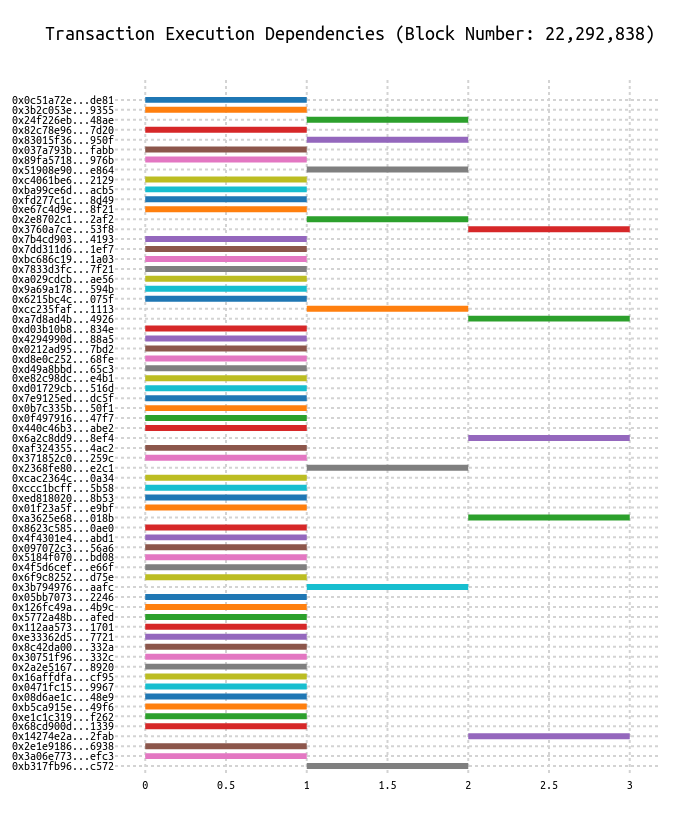 Transaction Execution Dependencies (Block Number: 22,292,838)
0x0c51a72e...de81
0x3b2c053e...9355
0x24f226eb...48ae
0x82c78e96...7d20
0x83015f36...950f
0x037a793b...fabb
0x89fa5718...976b
0x51908e90...e864
0xc4061be6...2129
0xba99ce6d...acb5
0xfd277c1c...8d49
0xe67c4d9e...8f21
0x2e8702c1...2af2
0x3760a7ce...53f8
0x7b4cd903...4193
0x7dd311d6...1ef7
0xbc686c19...1a03
0x7833d3fc...7f21
0xa029cdcb...ae56
0x9a69a178...594b
0x6215bc4c...075f
0xcc235faf...1113
0xa7d8ad4b...4926
0xd03b10b8...834e
0x4294990d...88a5
0x0212ad95...7bd2
0xd8e0c252...68fe
0xd49a8bbd...65c3
0xe82c98dc...e4b1
0xd01729cb...516d
0x7e9125ed...dc5f
0x0b7c335b...50f1
0x0f497916...47f7
0x440c46b3...abe2
0x6a2c8dd9...8ef4
0xaf324355...4ac2
0x371852c0...259c
0x2368fe80...e2c1
0xcac2364c...0a34
0xccc1bcff...5b58
0xed818020...8b53
0x01f23a5f...e9bf
0xa3625e68...018b
0x8623c585...0ae0
0x4f4301e4...abd1
0x097072c3...56a6
0x5184f070...bd08
0x4f5d6cef...e66f
0x6f9c8252...d75e
0x3b794976...aafc
0x05bb7073...2246
0x126fc49a...4b9c
0x5772a48b...afed
0x112aa573...1701
0xe33362d5...7721
0x8c42da00...332a
0x30751f96...332c
0x2a2e5167...8920
0x16affdfa...cf95
0x0471fc15...9967
0x08d6ae1c...48e9
0xb5ca915e...49f6
0xe1c1c319...f262
0x68cd900d...1339
0x14274e2a...2fab
0x2e1e9186...6938
0x3a06e773...efc3
0xb317fb96...c572
0 0.5 1 1.5 2 2.5 3